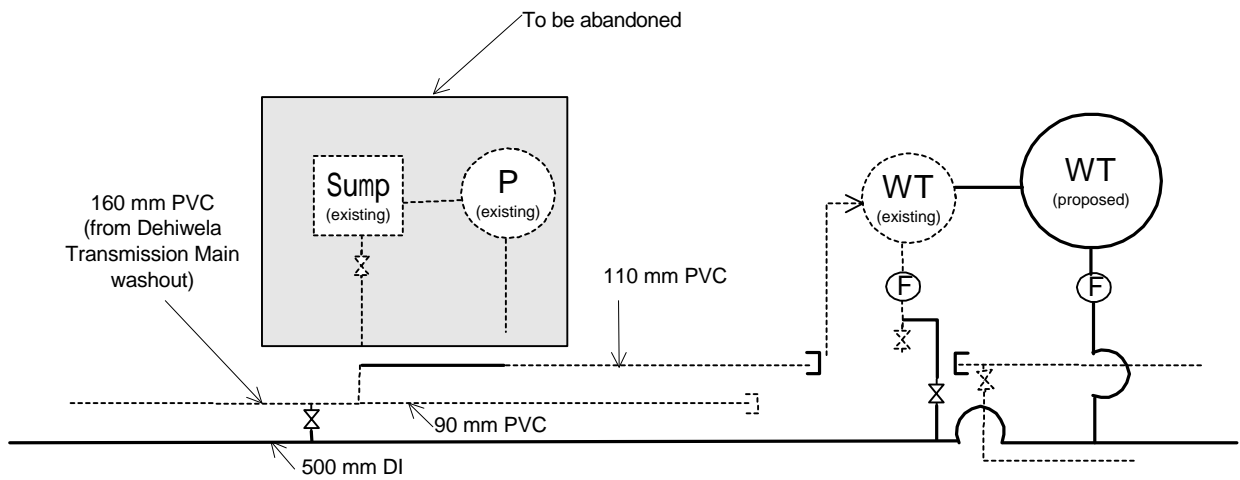 To be abandoned
Sump
(existing)
P
(existing)
WT
(existing)
WT
(proposed)
160 mm PVC
(from Dehiwela
Transmission Main
washout)
110 mm PVC
F
F
90 mm PVC
500 mm DI